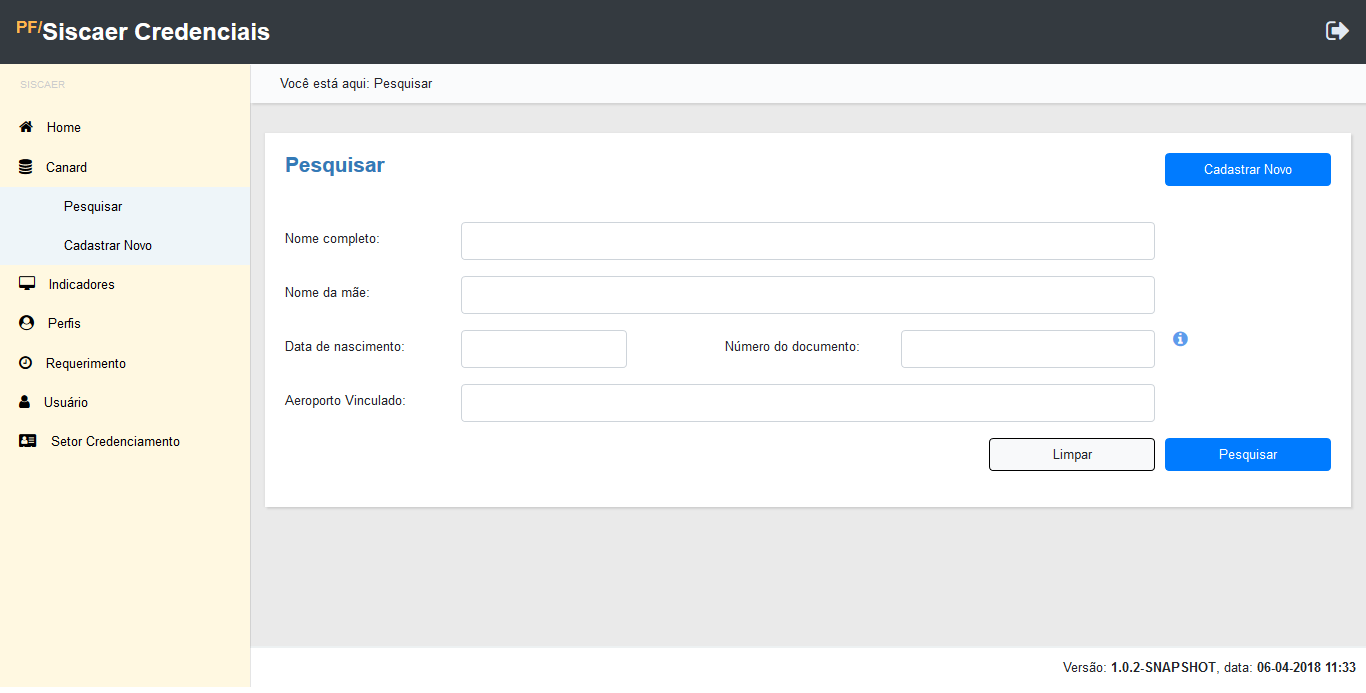 PF/Siscaer Credenciais
SISCAER
Você está aqui: Pesquisar
Home
Canard
Pesquisar
Cadastrar Novo
Indicadores
Perfis
Requerimento
Usuário
Setor Credenciamento
Pesquisar
Cadastrar Novo
Nome completo:
Nome da mãe:
Data de nascimento:
Número do documento:
Aeroporto Vinculado:
Limpar
Pesquisar
Versão: 1.0.2-SNAPSHOT, data: 06-04-2018 11:33